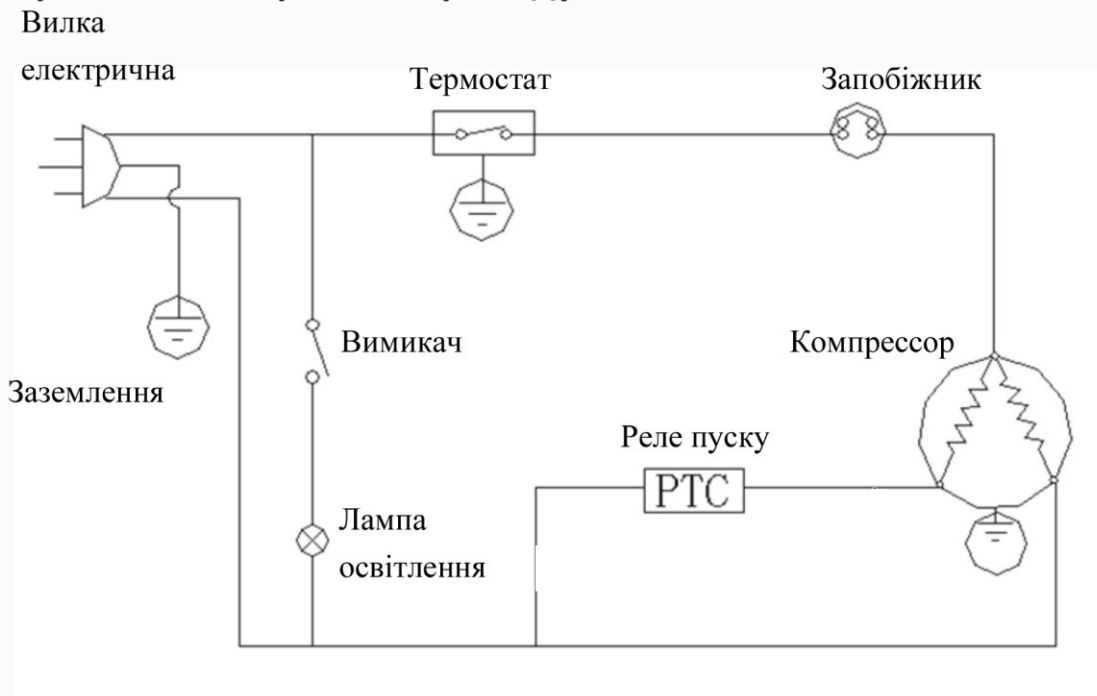 Вилка
електрична
Термостат
Запобіжник
Заземлення
Вимикач
Компрессор
Реле пуску
PTC
Лампа
освітлення